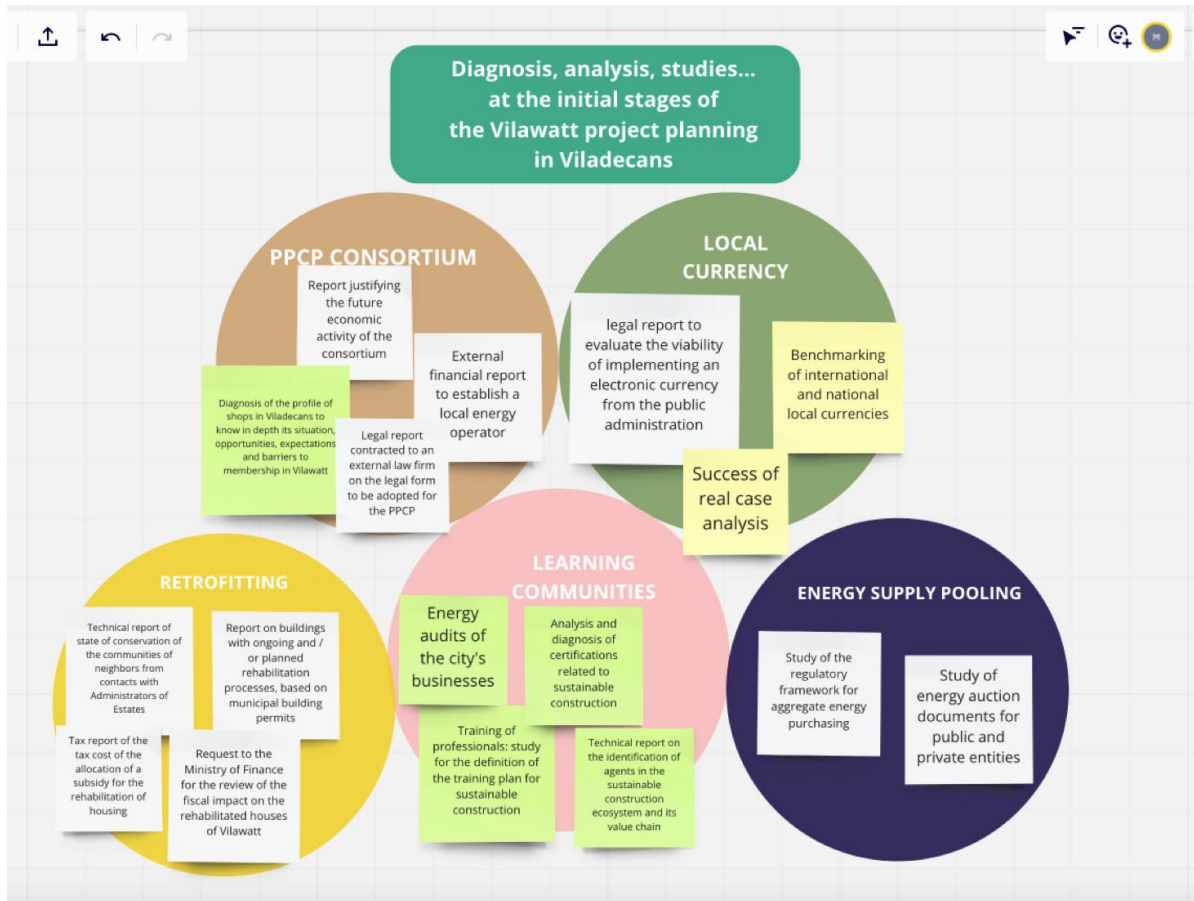 M
Diagnosis, analysis, studies...
at the initial stages of
the Vilawatt project planning
in Viladecans
PPCP CONSORTIUM
Report justifying
the future
economic
activity of the
consortium
External
financial report
to establish a
local energy
operator
Diagnosis of the profile of
shops in Viladecans to
know in depth its situation,
opportunities, expectations
and barriers to
membership in Vilawatt
Legal report
contracted to an
external law firm
on the legal form
to be adopted for
the PPCP
LOCAL
CURRENCY
legal report to
evaluate the viability
of implementing an
electronic currency
from the public
administration
Benchmarking
of international
and national
local currencies
Success of
real case
analysis
RETROFITTING
Technical report of
state of conservation of
the communities of
neighbors from
contacts with
Administrators of
Estates
Report on buildings
with ongoing and /
or planned
rehabilitation
processes, based on
municipal building
permits
Tax report of the
tax cost of the
allocation of a
subsidy for the
rehabilitation of
housing
Request to the
Ministry of Finance
for the review of the
fiscal impact on the
rehabilitated houses
of Vilawatt
LEARNING
COMMUNITIES
Energy
audits of
the city's
businesses
Analysis and
diagnosis of
certifications
related to
sustainable
construction
Training of
professionals: study
for the definition of
the training plan for
sustainable
construction
Technical report on
the identification of
agents in the
sustainable
construction
ecosystem and its
value chain
ENERGY SUPPLY POOLING
Study of the
regulatory
framework for
aggregate energy
purchasing
Study of
energy auction
documents for
public and
private entities